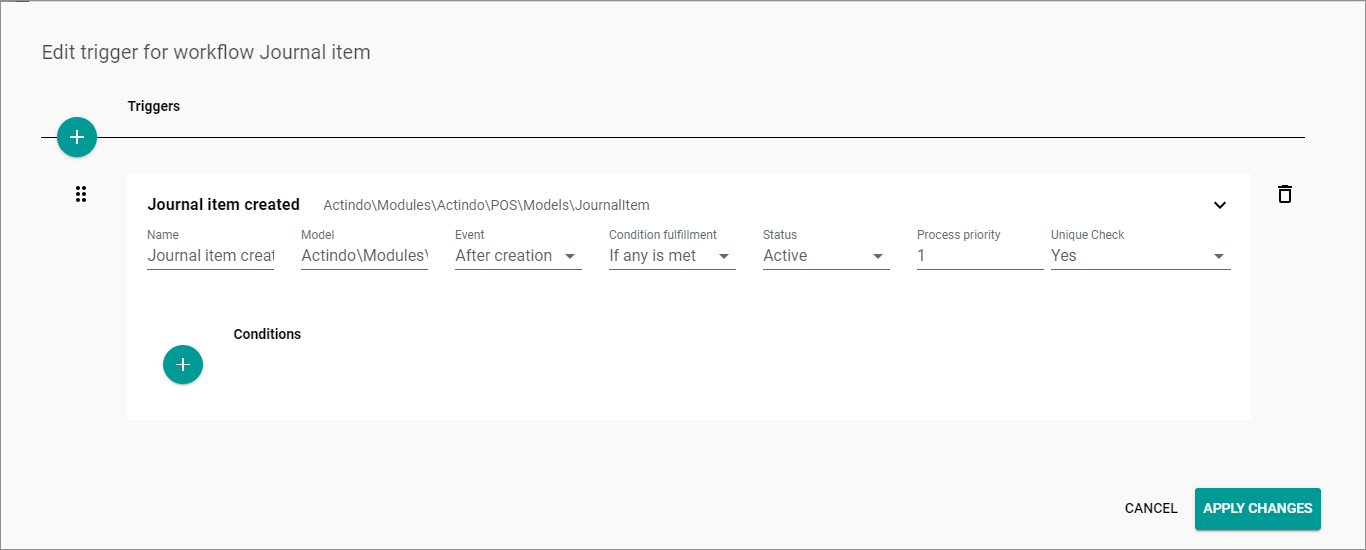 Edit trigger for workflow Journal item
Triggers
Journal item created Actindo\Modules\Actindo\POS\Models\JournalItem
Name Model Event Condition fulfillment Status Process priority Unique Check
Journal item creat Actindo\Modules\ After creation If any is met Active 1 Yes
Conditions
CANCEL APPLY CHANGES